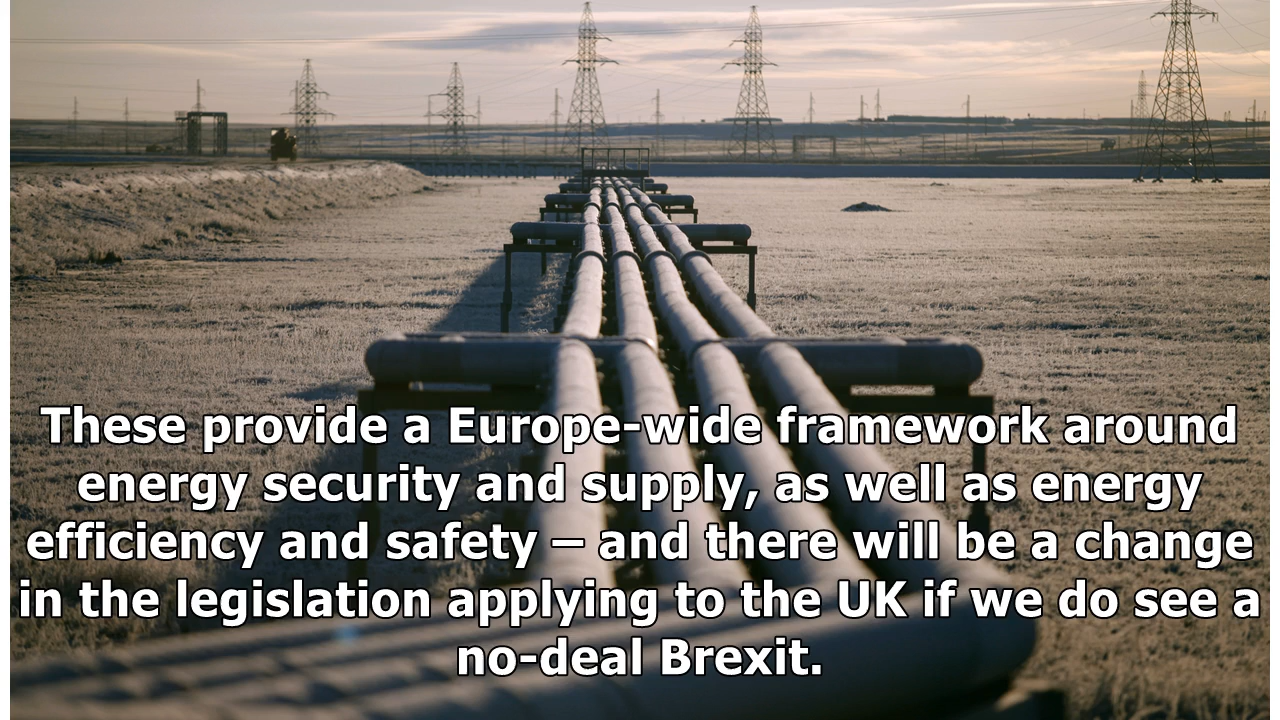 These provide a Europe-wide framework around
energy security and supply, as well as energy
efficiency and safety – and there will be a change
in the legislation applying to the UK if we do see a
no-deal Brexit.